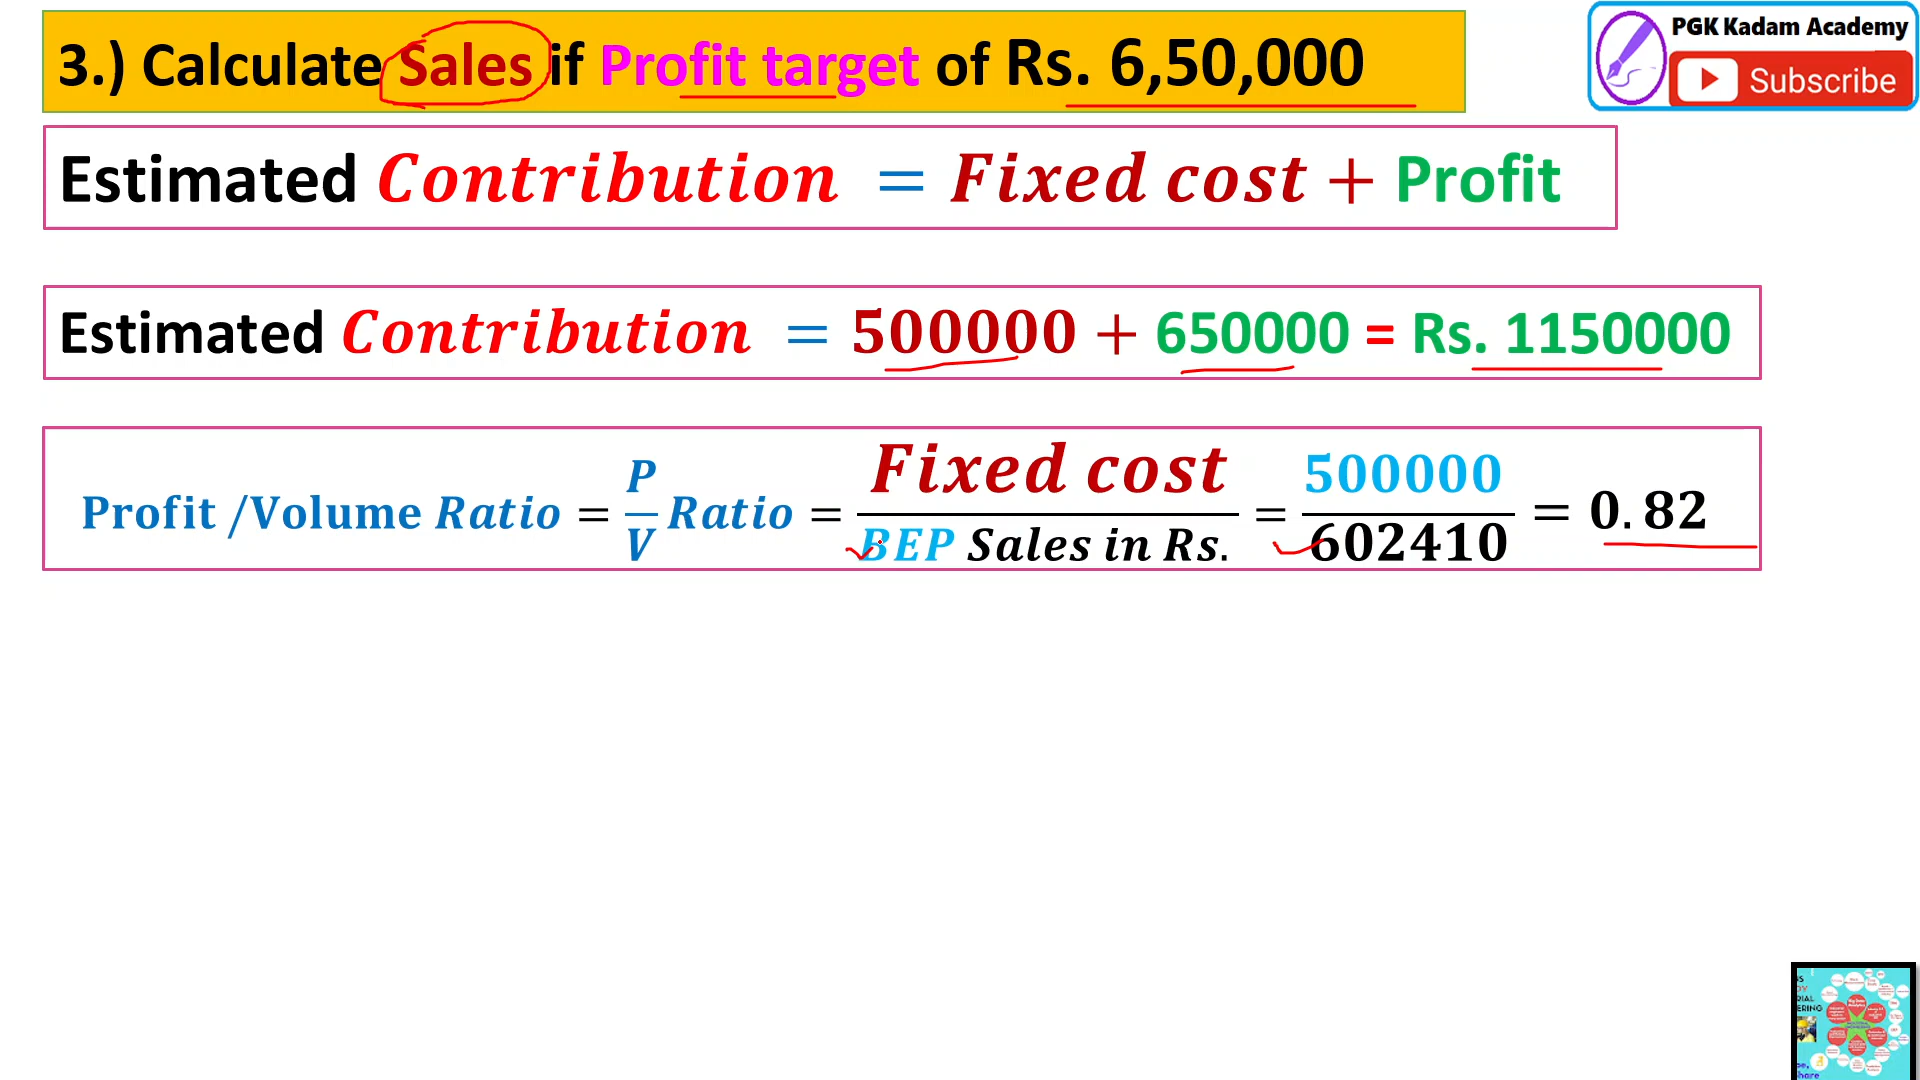 3.) Calculate Sales if Profit target of Rs. 6,50,000
PGK Kadam Academy
Subscribe
Estimated Contribution = Fixed cost + Profit
Estimated Contribution = 500000 + 650000 = Rs. 1150000
Profit /Volume Ratio = P/V Ratio = Fixed cost / BEP Sales in Rs. = 500000 / 602410 = 0.82